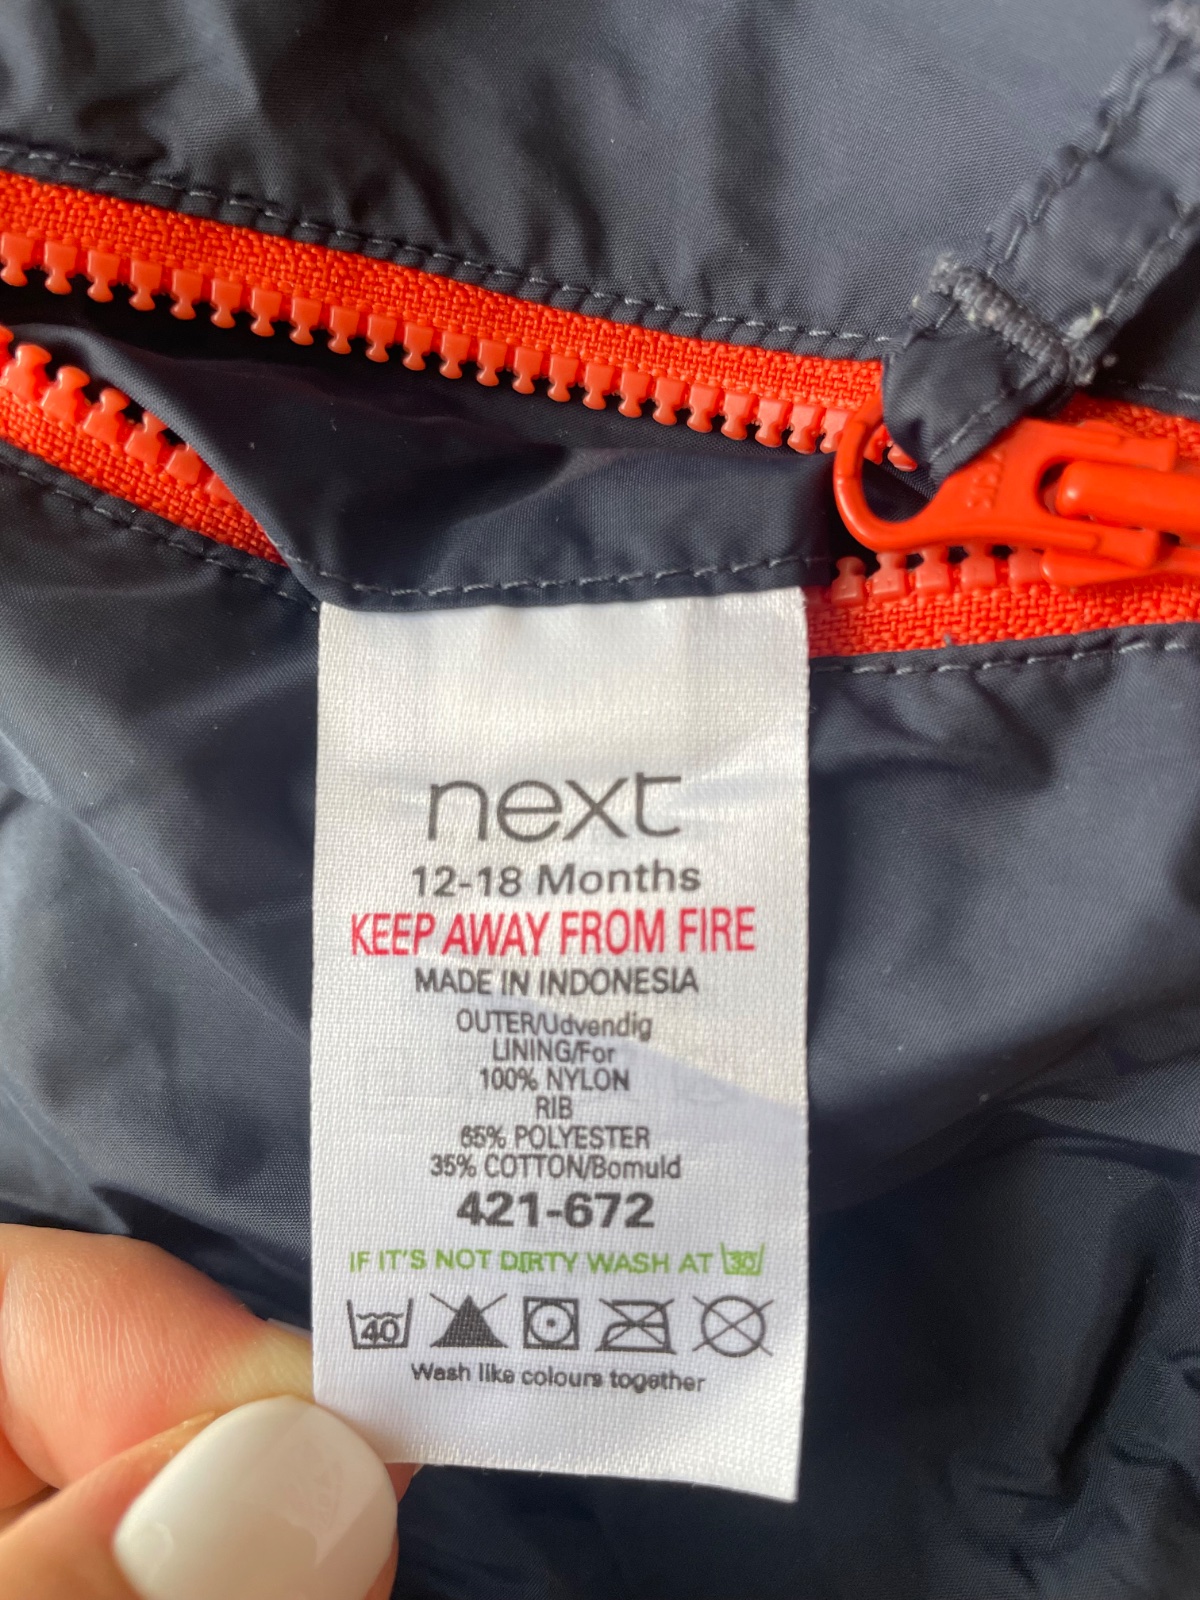 next
12-18 Months
KEEP AWAY FROM FIRE
MADE IN INDONESIA
OUTER/Udvendig
LINING/For
100% NYLON
RIB
65% POLYESTER
35% COTTON/Bomuld
421-672
IF IT'S NOT DIRTY WASH AT 30
40
Wash like colours together